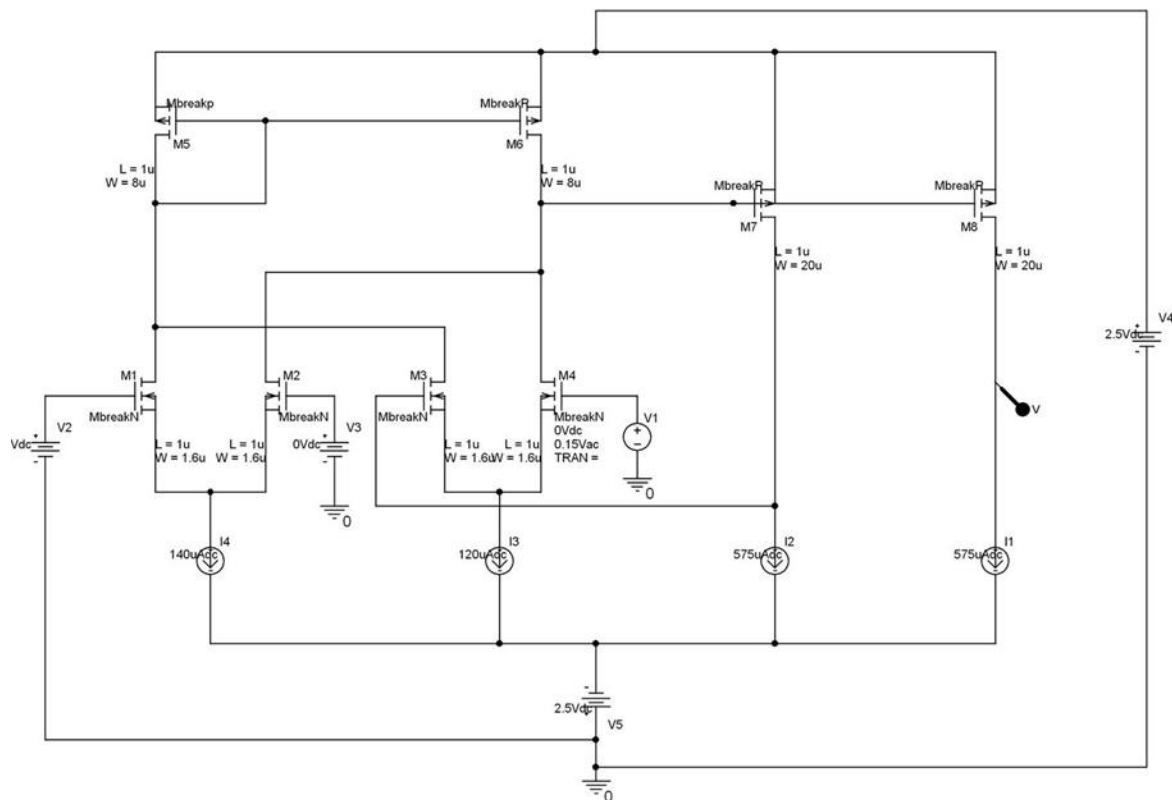 Mbreakp
M5
L = 1u
W = 8u
MbreakP
M6
L = 1u
W = 8u
MbreakP
M7
L = 1u
W = 20u
MbreakP
M8
L = 1u
W = 20u
V4
2.5Vdc
M1
MbreakN
L = 1u
W = 1.6u
M2
MbreakN
L = 1u
W = 1.6u
M3
MbreakN
L = 1u
W = 1.6u
M4
MbreakN
L = 1u
W = 1.6u
V2
Vdc
V3
0Vdc
0
V1
0Vdc
0.15Vac
TRAN =
0
I4
140uAdc
I3
120uAdc
I2
575uAdc
I1
575uAdc
V
2.5Vdc
V5
0